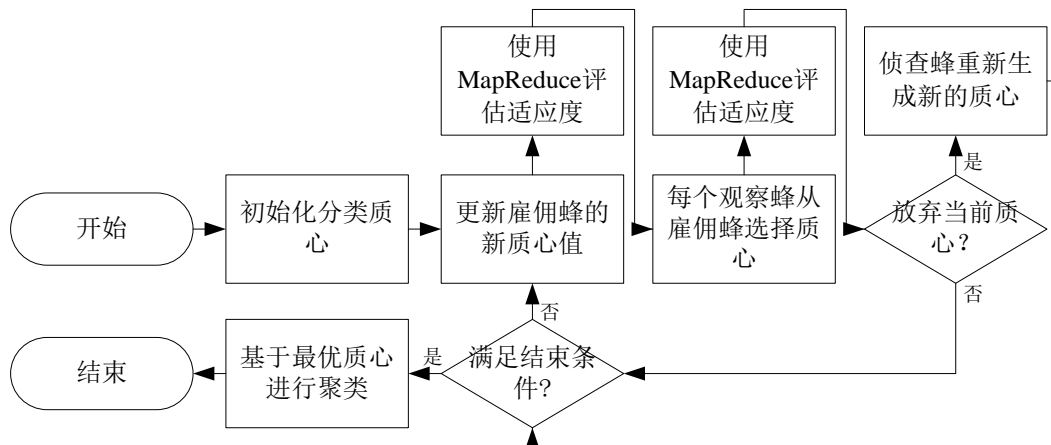 使用
MapReduce评
估适应度
使用
MapReduce评
估适应度
侦查蜂重新生
成新的质心
是
开始
初始化分类质
心
更新雇佣蜂的
新质心值
每个观察蜂从
雇佣蜂选择质
心
放弃当前质
心？
否
否
结束
基于最优质心
进行聚类
是
满足结束条
件?